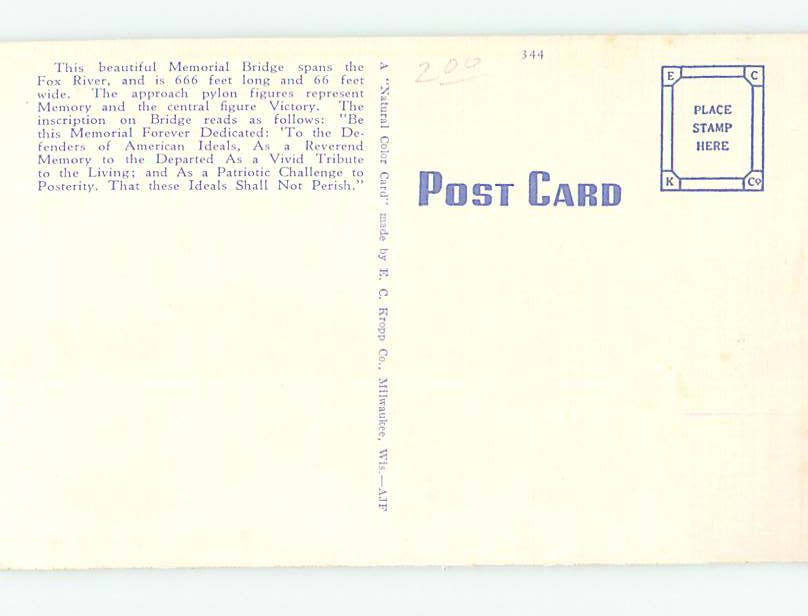 This beautiful Memorial Bridge spans the
Fox River, and is 666 feet long and 66 feet
wide. The approach pylon figures represent
Memory and the central figure Victory. The
inscription on Bridge reads as follows: "Be
this Memorial Forever Dedicated: 'To the De-
fenders of American Ideals, As a Reverend
Memory to the Departed As a Vivid Tribute
to the Living; and As a Patriotic Challenge to
Posterity. That these Ideals Shall Not Perish."
A "Natural Color Card" made by E. C. Kropp Co., Milwaukee, Wis.—AJF
200
344
POST CARD
E C
PLACE
STAMP
HERE
K Co